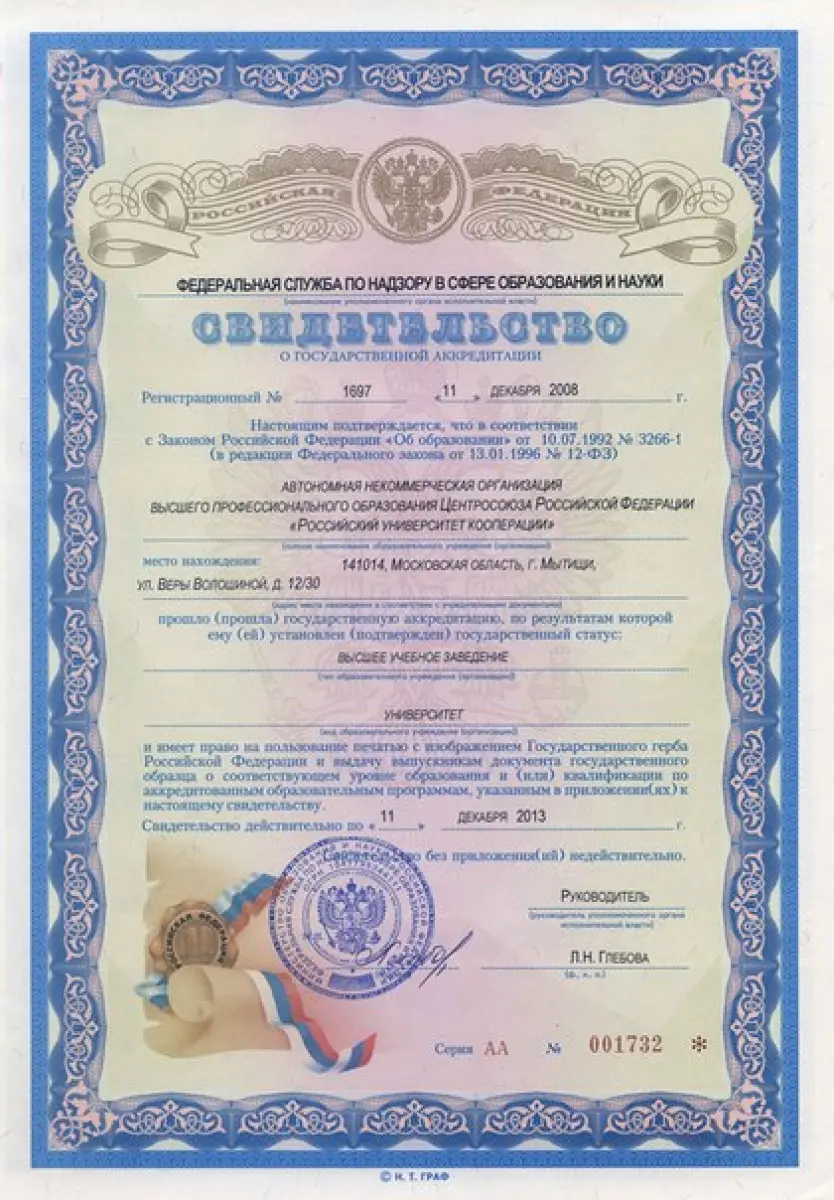 РОССИЙСКАЯ ФЕДЕРАЦИЯ
ФЕДЕРАЛЬНАЯ СЛУЖБА ПО НАДЗОРУ В СФЕРЕ ОБРАЗОВАНИЯ И НАУКИ
(наименование уполномоченного органа исполнительной власти)
СВИДЕТЕЛЬСТВО
О ГОСУДАРСТВЕННОЙ АККРЕДИТАЦИИ
Регистрационный № 1697 «11» ДЕКАБРЯ 2008 г.
Настоящим подтверждается, что в соответствии
с Законом Российской Федерации «Об образовании» от 10.07.1992 № 3266-1
(в редакции Федерального закона от 13.01.1996 № 12-ФЗ)
АВТОНОМНАЯ НЕКОММЕРЧЕСКАЯ ОРГАНИЗАЦИЯ
ВЫСШЕГО ПРОФЕССИОНАЛЬНОГО ОБРАЗОВАНИЯ ЦЕНТРОСОЮЗА РОССИЙСКОЙ ФЕДЕРАЦИИ
«РОССИЙСКИЙ УНИВЕРСИТЕТ КООПЕРАЦИИ»
(полное наименование образовательного учреждения (организации))
место нахождения: 141014, МОСКОВСКАЯ ОБЛАСТЬ, Г. МЫТИЩИ,
УЛ. ВЕРЫ ВОЛОШИНОЙ, Д. 12/30
(адрес места нахождения в соответствии с учредительными документами)
прошло (прошла) государственную аккредитацию, по результатам которой
ему (ей) установлен (подтвержден) государственный статус:
ВЫСШЕЕ УЧЕБНОЕ ЗАВЕДЕНИЕ
(тип образовательного учреждения (организации))
УНИВЕРСИТЕТ
(вид образовательного учреждения (организации))
и имеет право на пользование печатью с изображением Государственного герба
Российской Федерации и выдачу выпускникам документа государственного
образца о соответствующем уровне образования и (или) квалификации по
аккредитованным образовательным программам, указанным в приложении(ях) к
настоящему свидетельству.
Свидетельство действительно по «11» ДЕКАБРЯ 2013 г.
Свидетельство без приложения(ий) недействительно.
РУКОВОДИТЕЛЬ
(руководитель уполномоченного органа
исполнительной власти)
Л.Н. ГЛЕБОВА
(ф., и., о.)
РОССИЙСКАЯ ФЕДЕРАЦИЯ
Серия АА № 001732 *
© Н. Т. ГРАФ